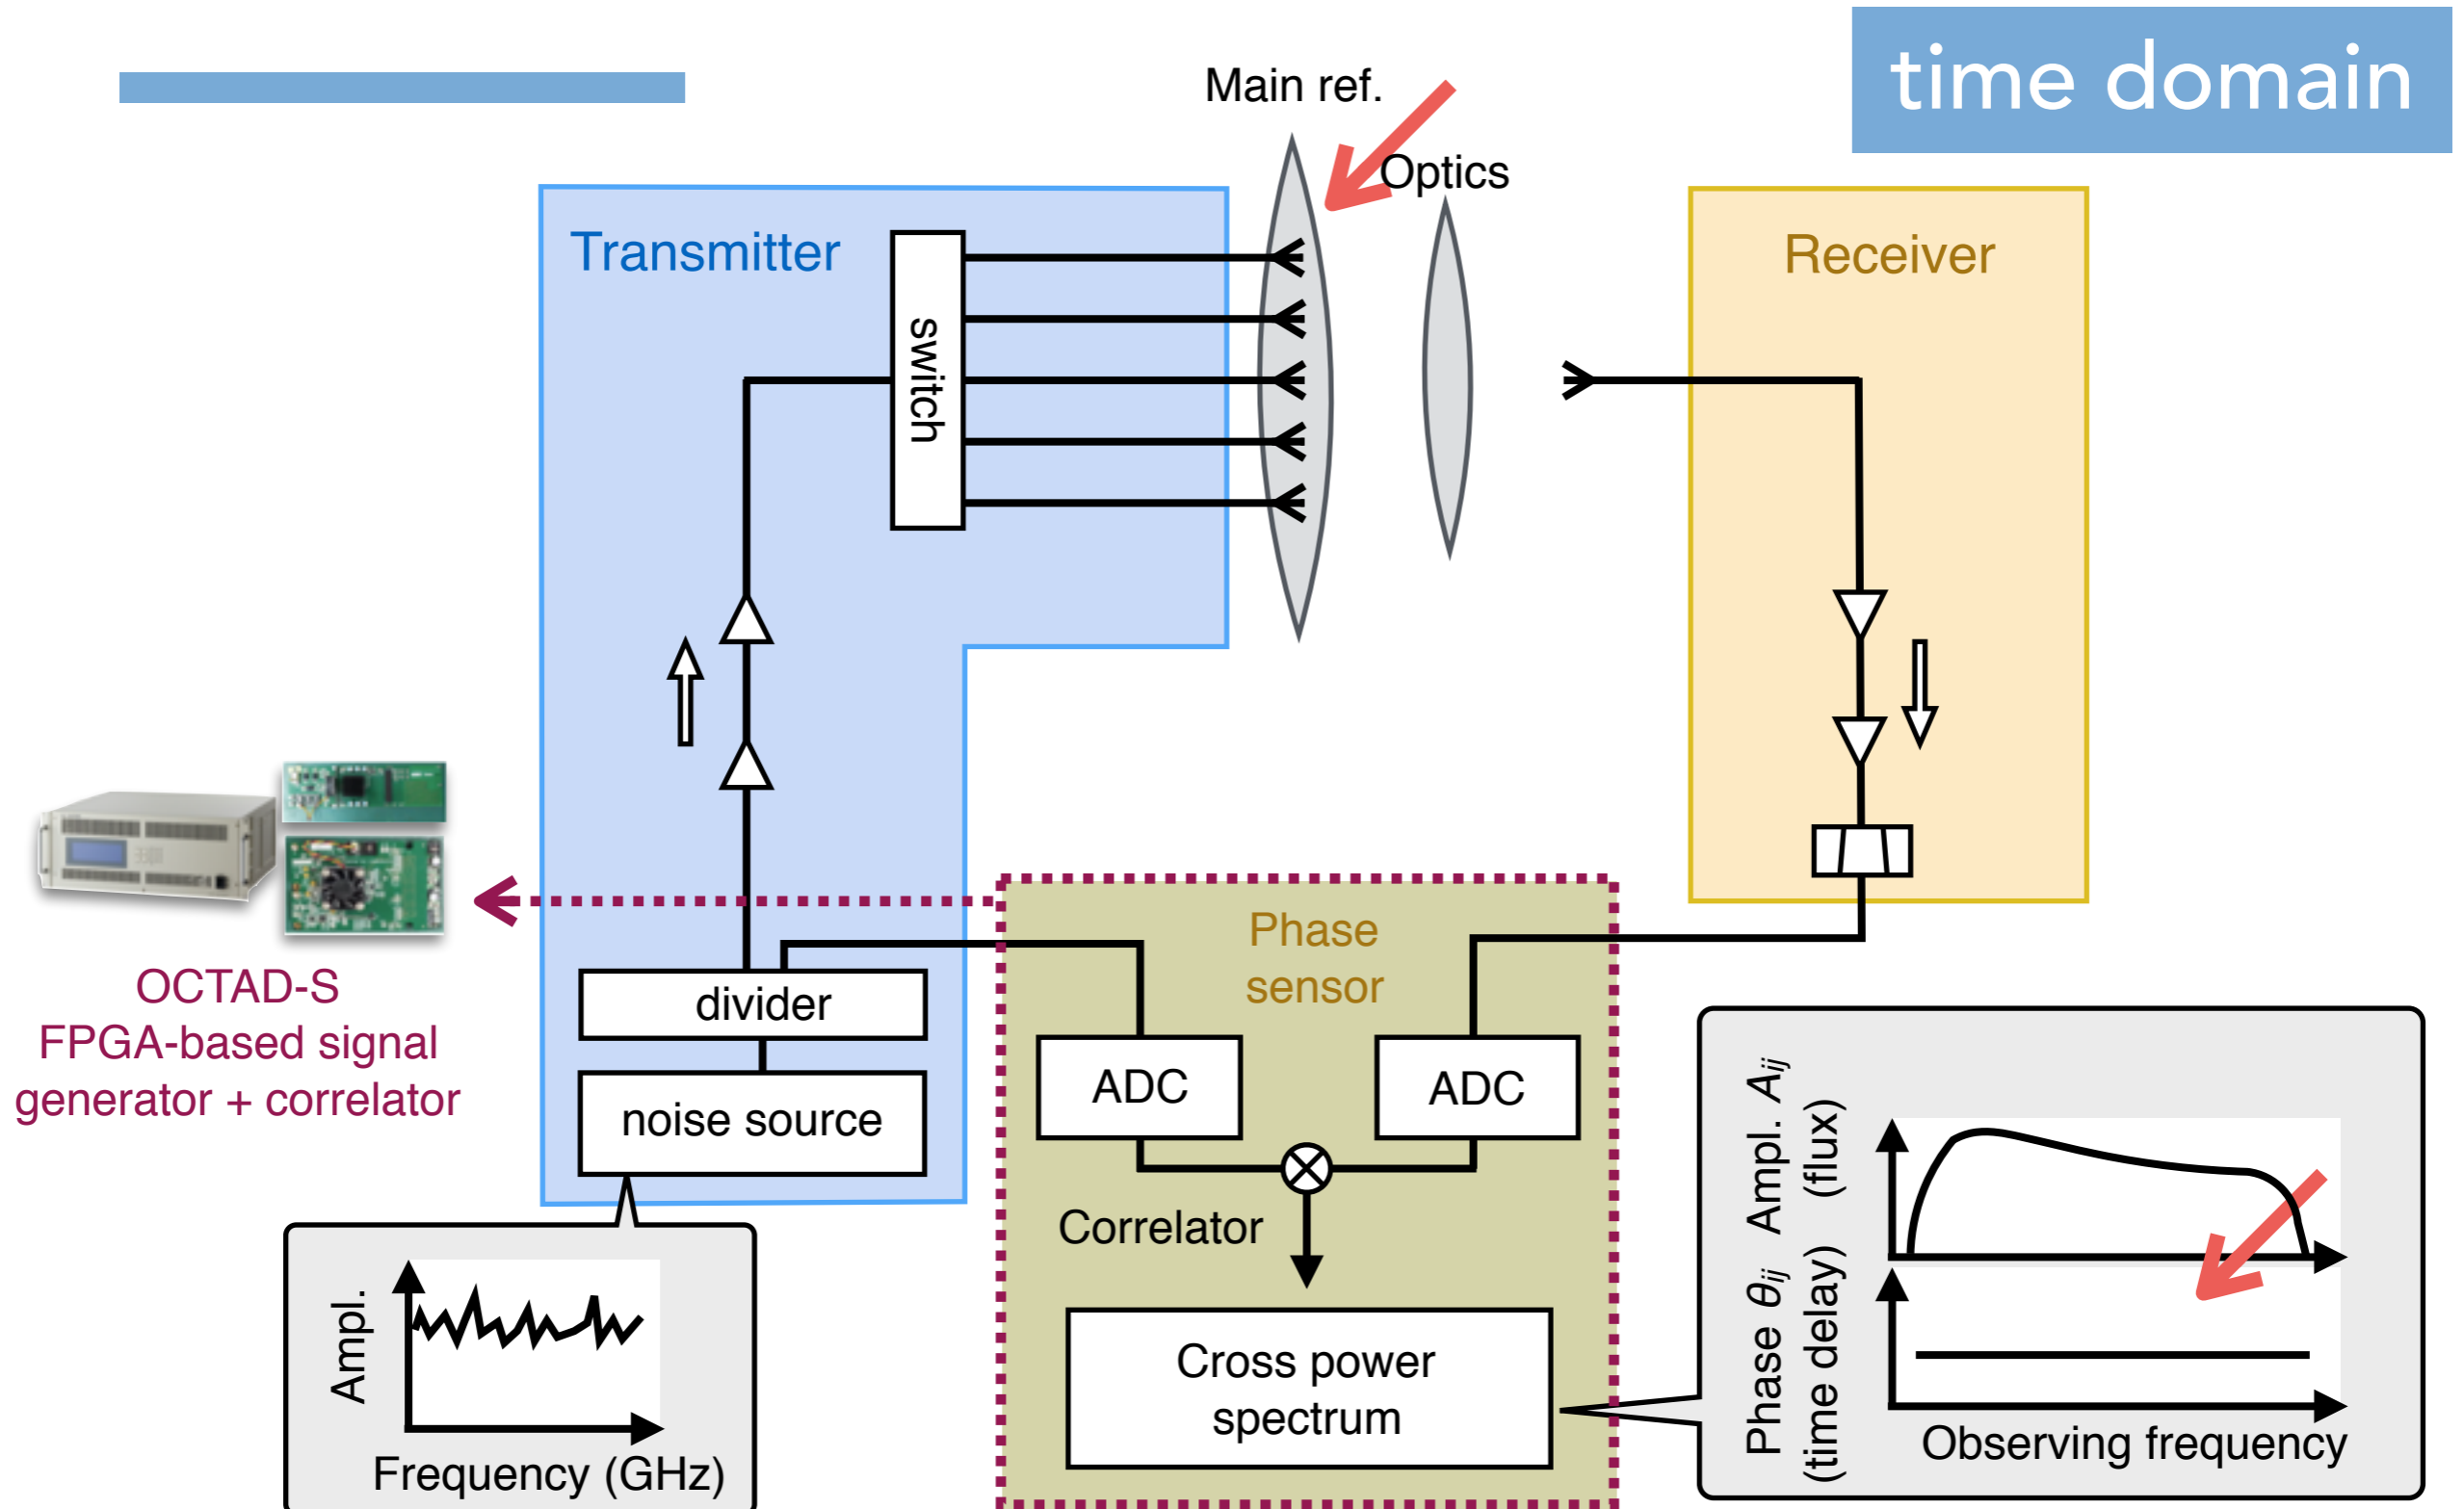 time domain
Main ref.
Optics
Transmitter
Receiver
switch
Phase
sensor
OCTAD-S
FPGA-based signal
generator + correlator
divider
noise source
ADC
ADC
Correlator
Cross power
spectrum
Ampl.
Frequency (GHz)
Ampl. Aij
(flux)
Phase θij
(time delay)
Observing frequency